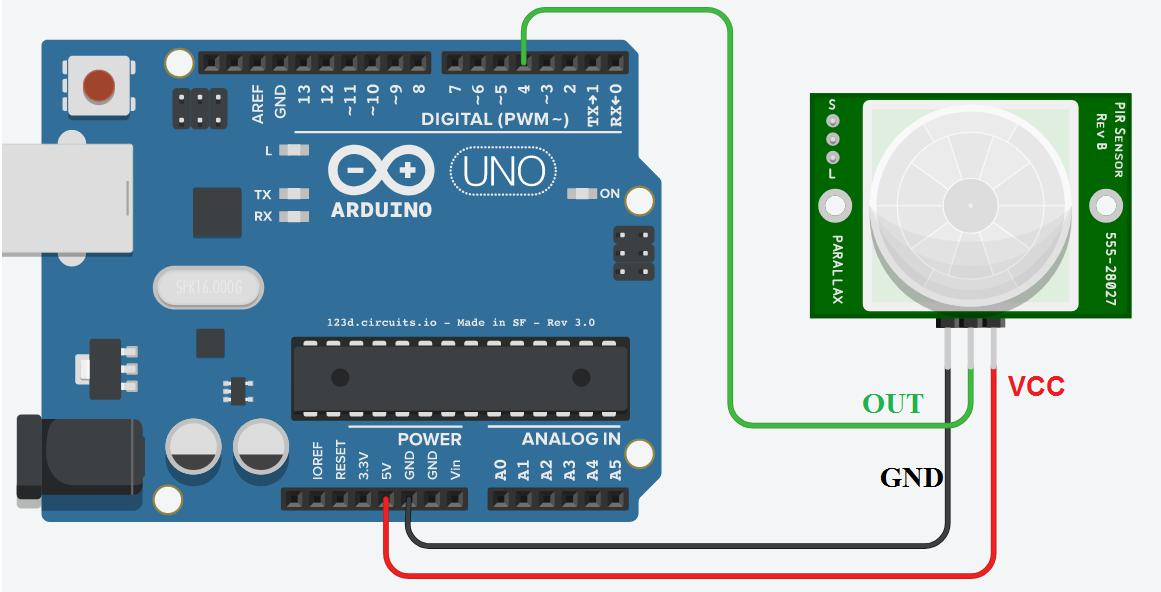 AREF
GND
13
12
~11
~10
~9
8
7
~6
~5
4
~3
2
TX→1
RX←0
DIGITAL (PWM~)
L
TX
RX
UNO
ARDUINO
ON
SPK16.000G
123d.circuits.io - Made in SF - Rev 3.0
POWER
ANALOG IN
IOREF
RESET
3.3V
5V
GND
GND
Vin
A0
A1
A2
A3
A4
A5
S
L
PARALLAX
PIR SENSOR
REV B
555-28027
OUT
VCC
GND